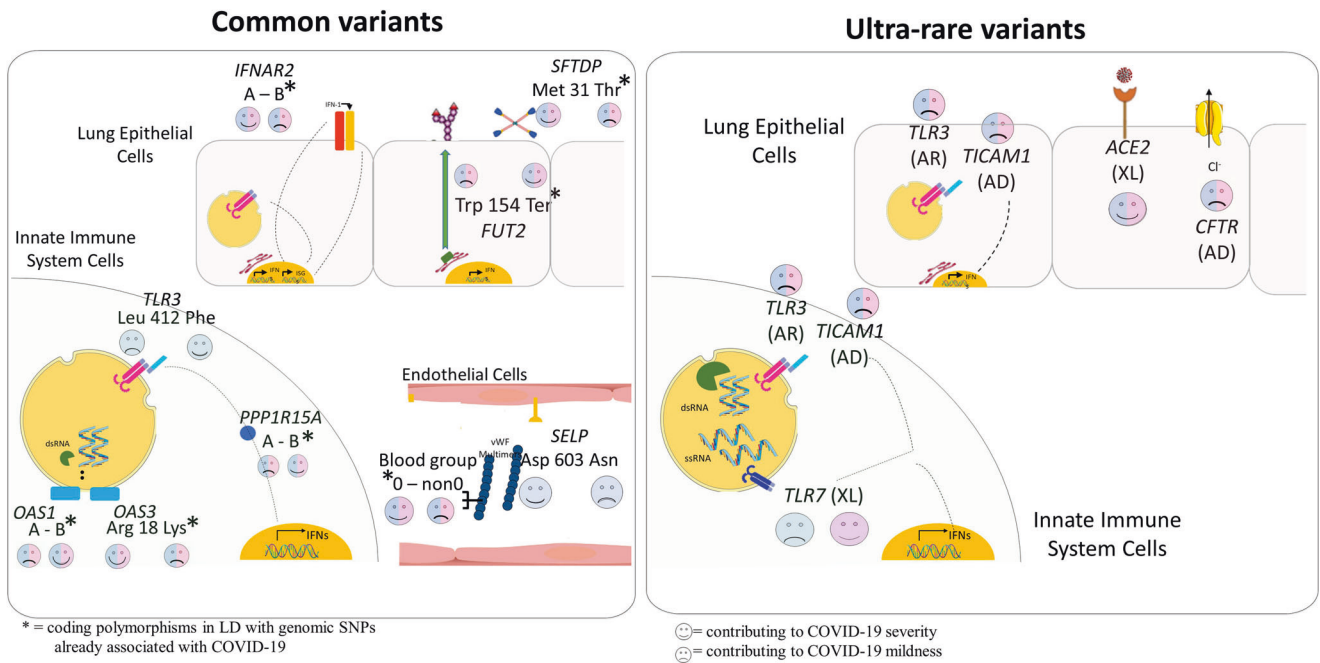 Common variants
IFNAR2
A – B*
IFN-1
SFTDP
Met 31 Thr*
Lung Epithelial
Cells
Trp 154 Ter*
FUT2
IFN
ISG
IFN
Innate Immune
System Cells
TLR3
Leu 412 Phe
dsRNA
PPP1R15A
A - B*
OAS1
A - B*
OAS3
Arg 18 Lys*
IFNs
Endothelial Cells
vWF
Multimer
SELP
Asp 603 Asn
Blood group
*0 – non0
* = coding polymorphisms in LD with genomic SNPs
already associated with COVID-19
Ultra-rare variants
Lung Epithelial
Cells
TLR3
(AR)
TICAM1
(AD)
IFN
ACE2
(XL)
Cl-
CFTR
(AD)
TLR3
(AR)
TICAM1
(AD)
dsRNA
ssRNA
TLR7 (XL)
IFNs
Innate Immune
System Cells
= contributing to COVID-19 severity
= contributing to COVID-19 mildness